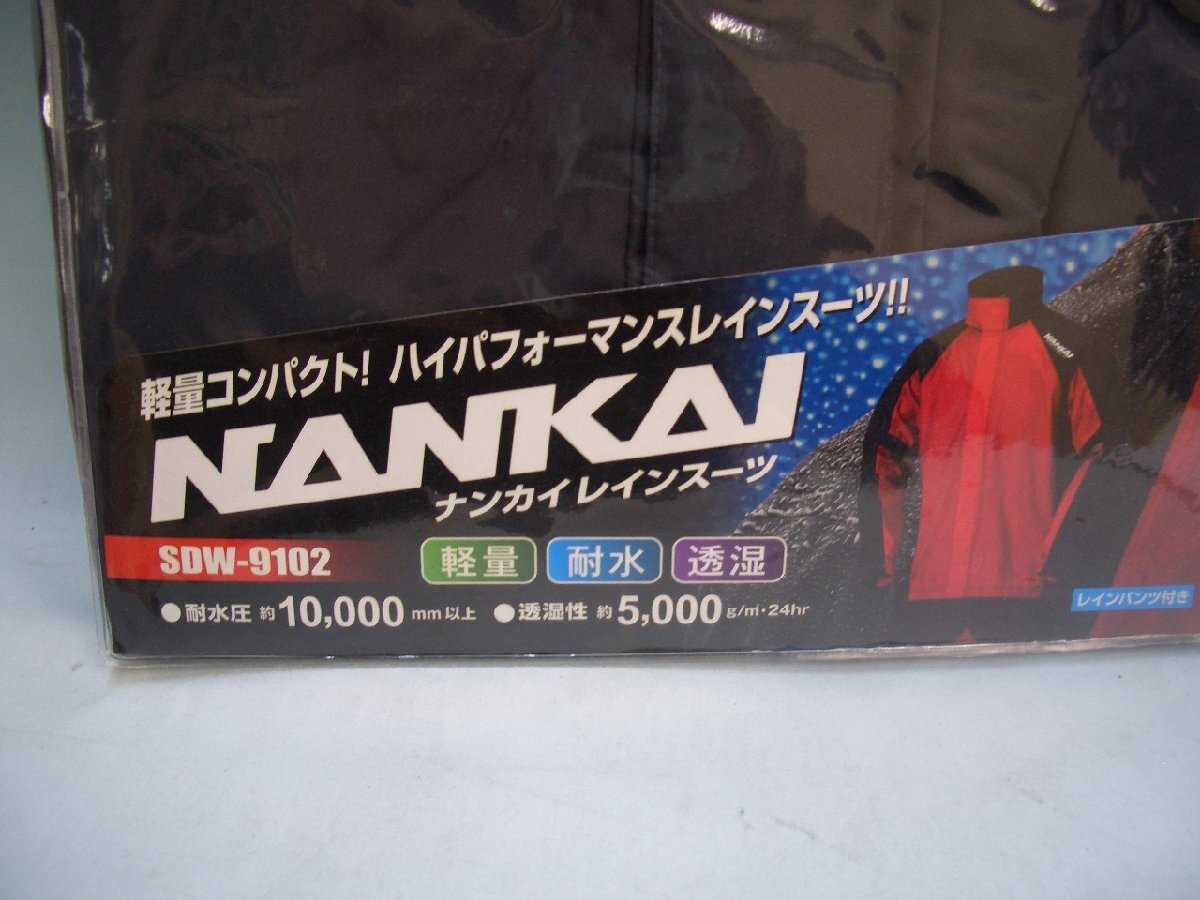 軽量コンパクト! ハイパフォーマンスレインスーツ!!
NANKAI
ナンカイレインスーツ
SDW-9102
軽量 耐水 透湿
●耐水圧 約10,000mm以上 ●透湿性 約5,000g/㎡・24hr
NANKAI
レインパンツ付き